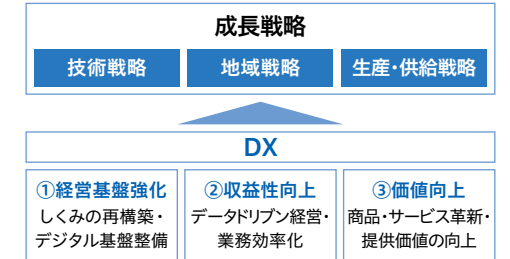 成長戦略
技術戦略
地域戦略
生産・供給戦略
DX
①経営基盤強化
しくみの再構築・
デジタル基盤整備
②収益性向上
データドリブン経営・
業務効率化
③価値向上
商品・サービス革新・
提供価値の向上